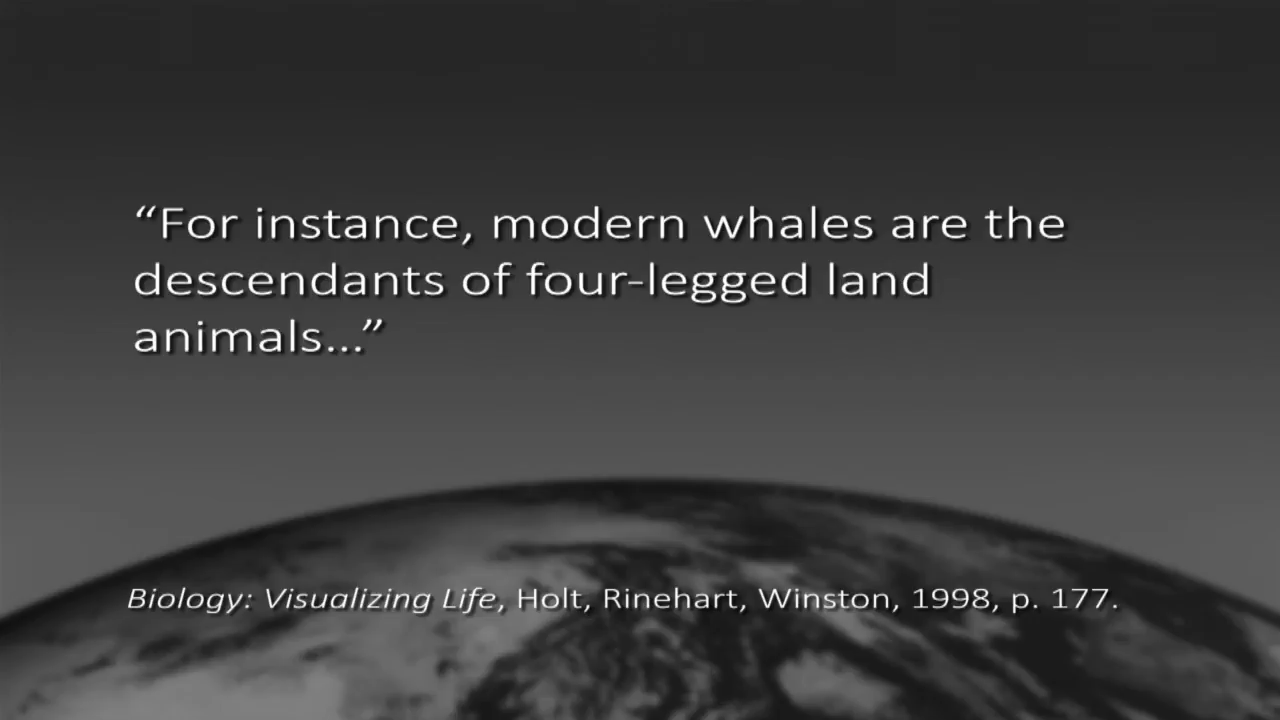 “For instance, modern whales are the
descendants of four-legged land
animals...”
Biology: Visualizing Life, Holt, Rinehart, Winston, 1998, p. 177.